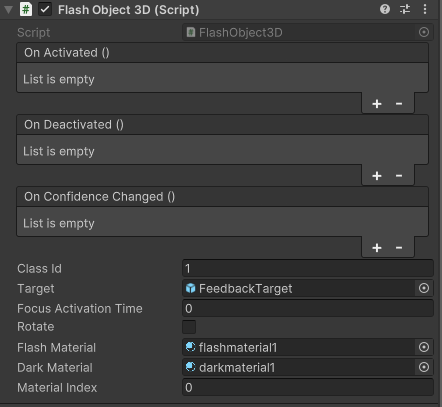 Flash Object 3D (Script)
Script FlashObject3D
On Activated ()
List is empty
+ -
On Deactivated ()
List is empty
+ -
On Confidence Changed ()
List is empty
+ -
Class Id 1
Target FeedbackTarget
Focus Activation Time 0
Rotate
Flash Material flashmaterial1
Dark Material darkmaterial1
Material Index 0